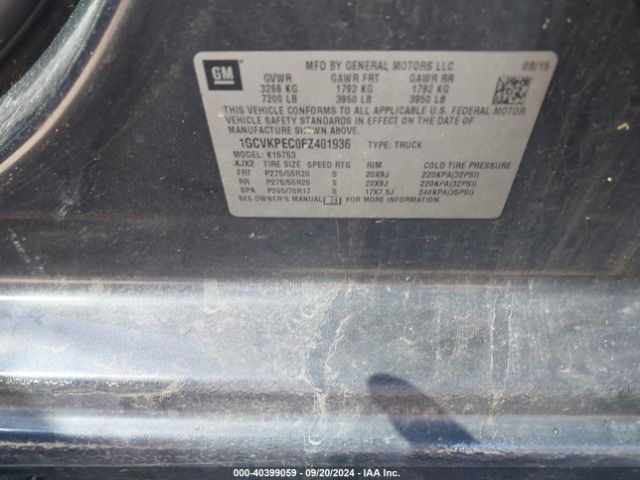 GM
MFD BY GENERAL MOTORS LLC 08/15
GVWR GAWR FRT GAWR RR
3266 KG 1792 KG 1792 KG
7200 LB 3950 LB 3950 LB
THIS VEHICLE CONFORMS TO ALL APPLICABLE U.S. FEDERAL MOTOR
VEHICLE SAFETY STANDARDS IN EFFECT ON THE DATE OF
MANUFACTURE SHOWN ABOVE.
1GCVKPEC0FZ401936 TYPE: TRUCK
MODEL: K15753
KJX2 TIRE SIZE SPEED RTG RIM COLD TIRE PRESSURE
FRT P275/55R20 S 20X9J 220KPA(32PSI)
RR P275/55R20 S 20X9J 220KPA(32PSI)
SPA P265/70R17 S 17X7.5J 240KPA(35PSI)
SEE OWNER'S MANUAL FOR MORE INFORMATION.
00-40399059 — 09/20/2024 — IAA Inc.